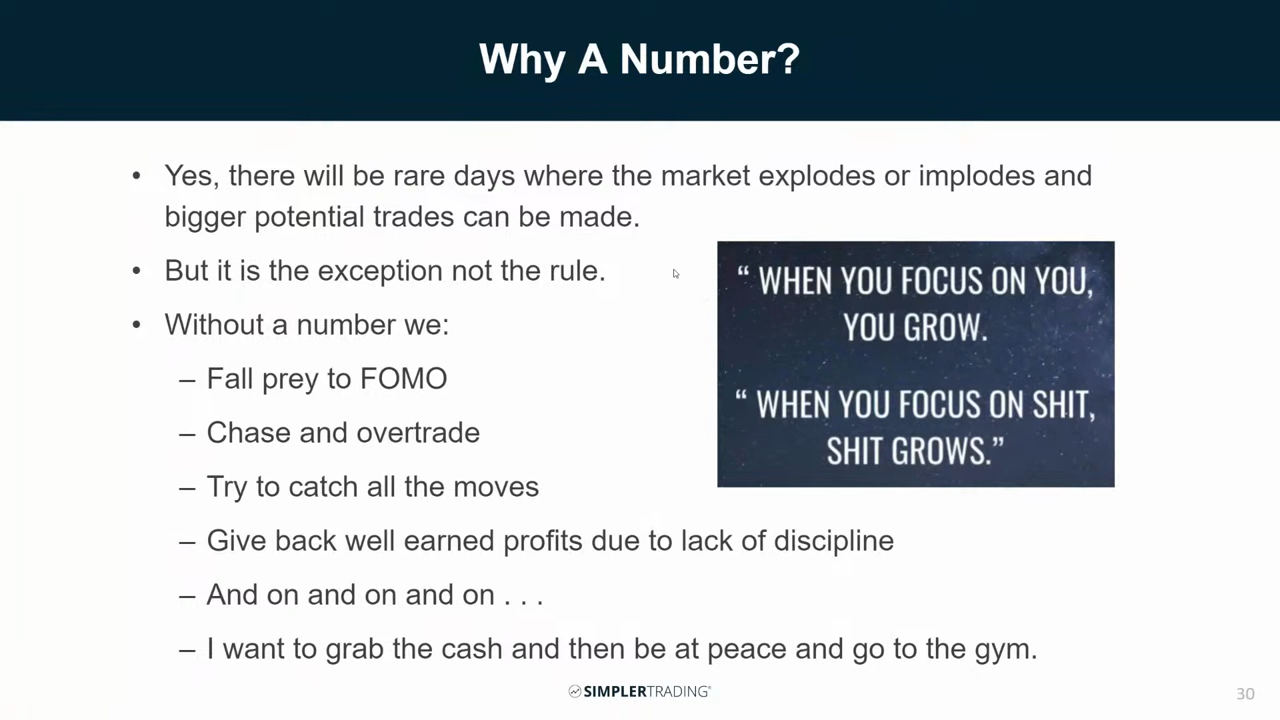 Why A Number?
• Yes, there will be rare days where the market explodes or implodes and
bigger potential trades can be made.
• But it is the exception not the rule.
• Without a number we:
– Fall prey to FOMO
– Chase and overtrade
– Try to catch all the moves
– Give back well earned profits due to lack of discipline
– And on and on and on . . .
– I want to grab the cash and then be at peace and go to the gym.
“ WHEN YOU FOCUS ON YOU,
YOU GROW.
“ WHEN YOU FOCUS ON SHIT,
SHIT GROWS.”
SIMPLERTRADING®
30